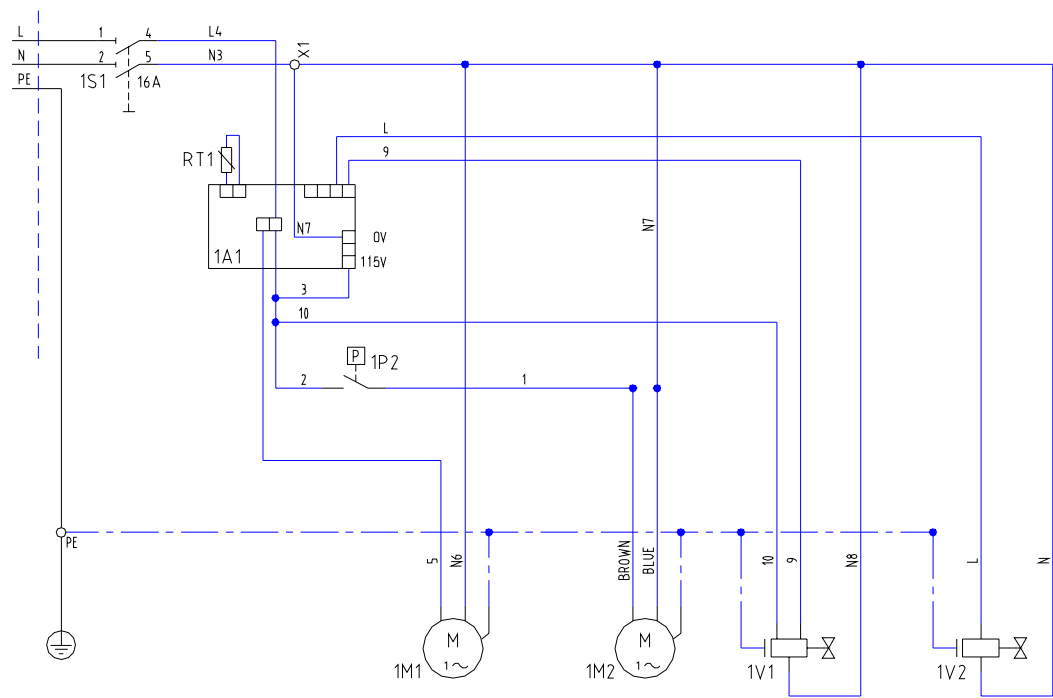 L 1 4 L4
N 2 5 N3 X1
PE 1S1 16A
L
RT1 9
N7 N7
0V
1A1 115V
3
10
P 1P2
2 1
PE
5 N6 BROWN BLUE 10 9 N8 L N
M M
1~ 1~
1M1 1M2 1V1 1V2